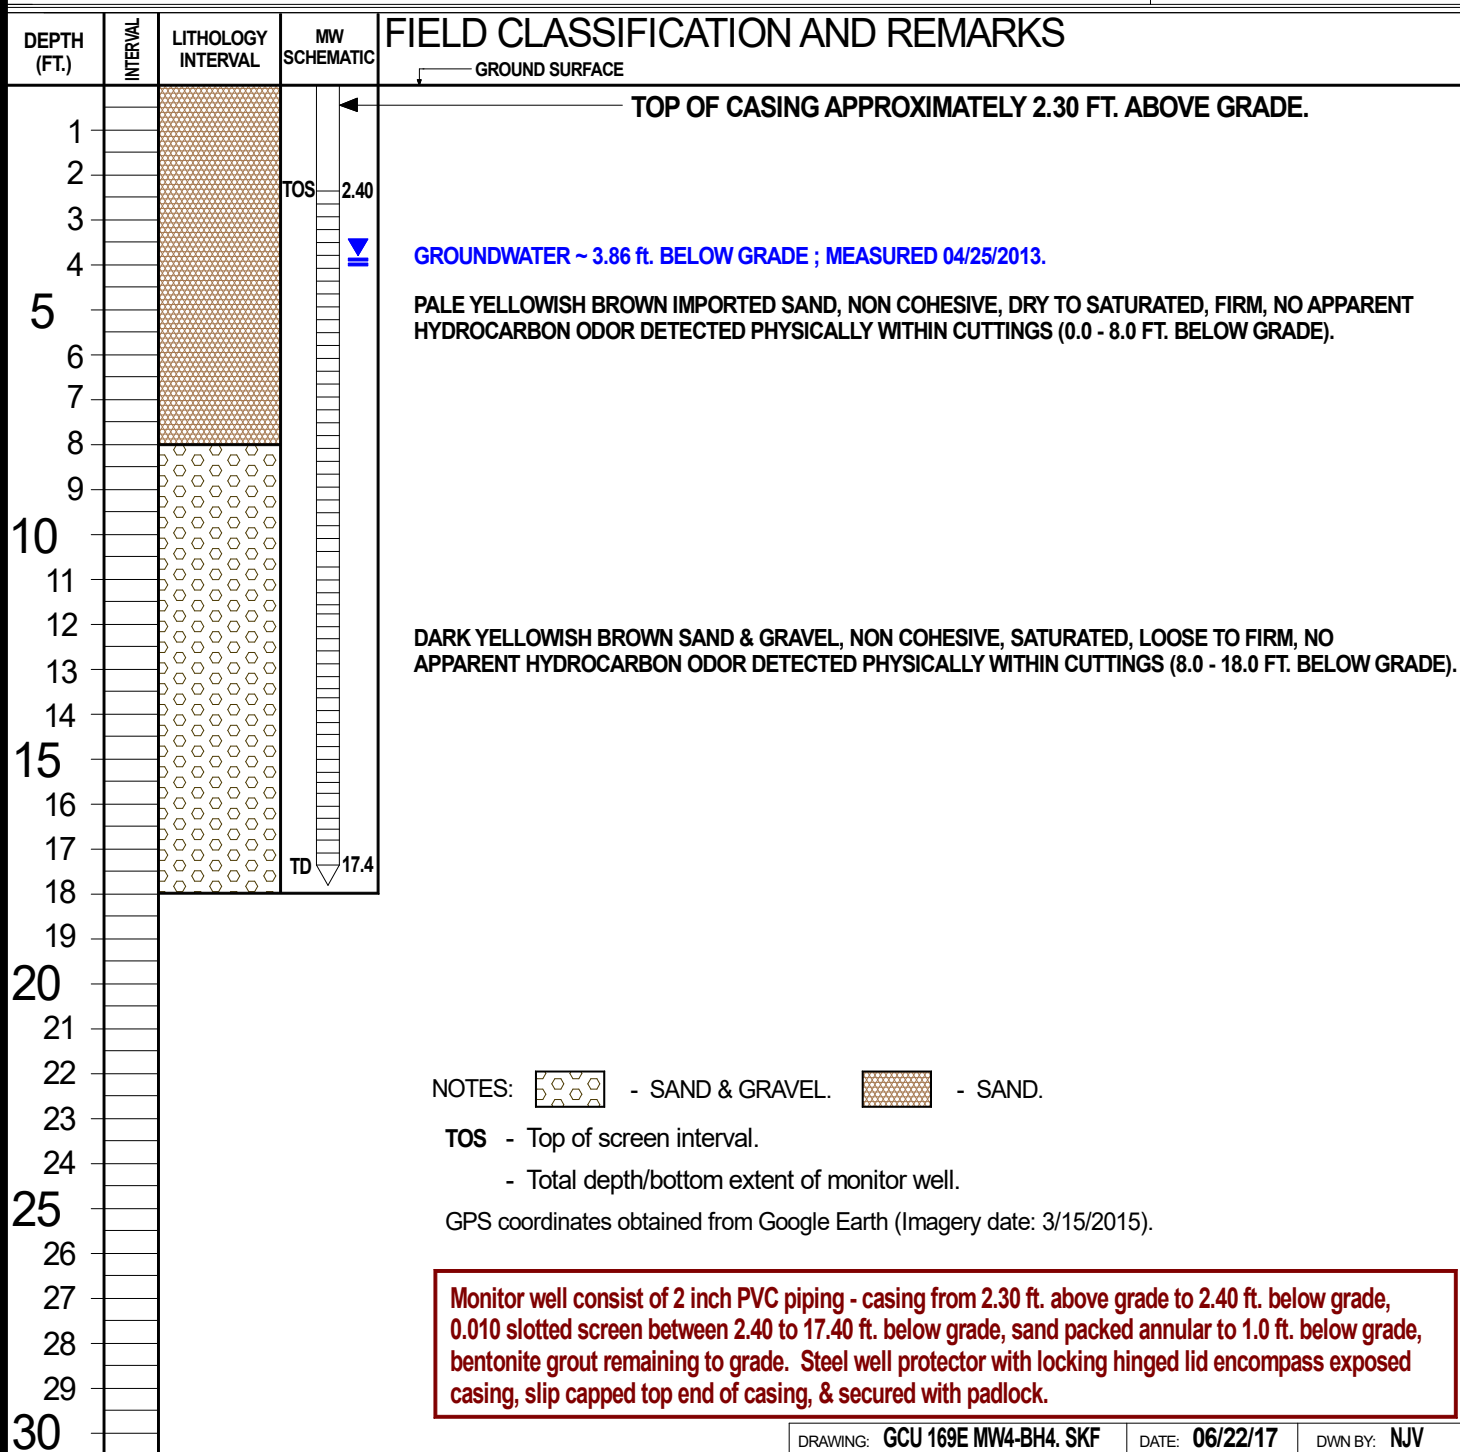 DEPTH (FT.)
INTERVAL
LITHOLOGY INTERVAL
MW SCHEMATIC
FIELD CLASSIFICATION AND REMARKS
GROUND SURFACE
TOP OF CASING APPROXIMATELY 2.30 FT. ABOVE GRADE.
1
2
TOS 2.40
3
4
GROUNDWATER ~ 3.86 ft. BELOW GRADE ; MEASURED 04/25/2013.
5
PALE YELLOWISH BROWN IMPORTED SAND, NON COHESIVE, DRY TO SATURATED, FIRM, NO APPARENT
HYDROCARBON ODOR DETECTED PHYSICALLY WITHIN CUTTINGS (0.0 - 8.0 FT. BELOW GRADE).
6
7
8
9
10
11
12
DARK YELLOWISH BROWN SAND & GRAVEL, NON COHESIVE, SATURATED, LOOSE TO FIRM, NO
APPARENT HYDROCARBON ODOR DETECTED PHYSICALLY WITHIN CUTTINGS (8.0 - 18.0 FT. BELOW GRADE).
13
14
15
16
17
TD 17.4
18
19
20
21
22
NOTES: - SAND & GRAVEL. - SAND.
23
TOS - Top of screen interval.
24
- Total depth/bottom extent of monitor well.
25
GPS coordinates obtained from Google Earth (Imagery date: 3/15/2015).
26
27
Monitor well consist of 2 inch PVC piping - casing from 2.30 ft. above grade to 2.40 ft. below grade,
0.010 slotted screen between 2.40 to 17.40 ft. below grade, sand packed annular to 1.0 ft. below grade,
28
bentonite grout remaining to grade. Steel well protector with locking hinged lid encompass exposed
29
casing, slip capped top end of casing, & secured with padlock.
30
DRAWING: GCU 169E MW4-BH4. SKF DATE: 06/22/17 DWN BY: NJV